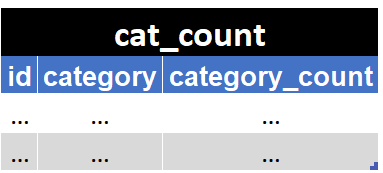 cat_count
id category category_count
... ... ...
... ... ...